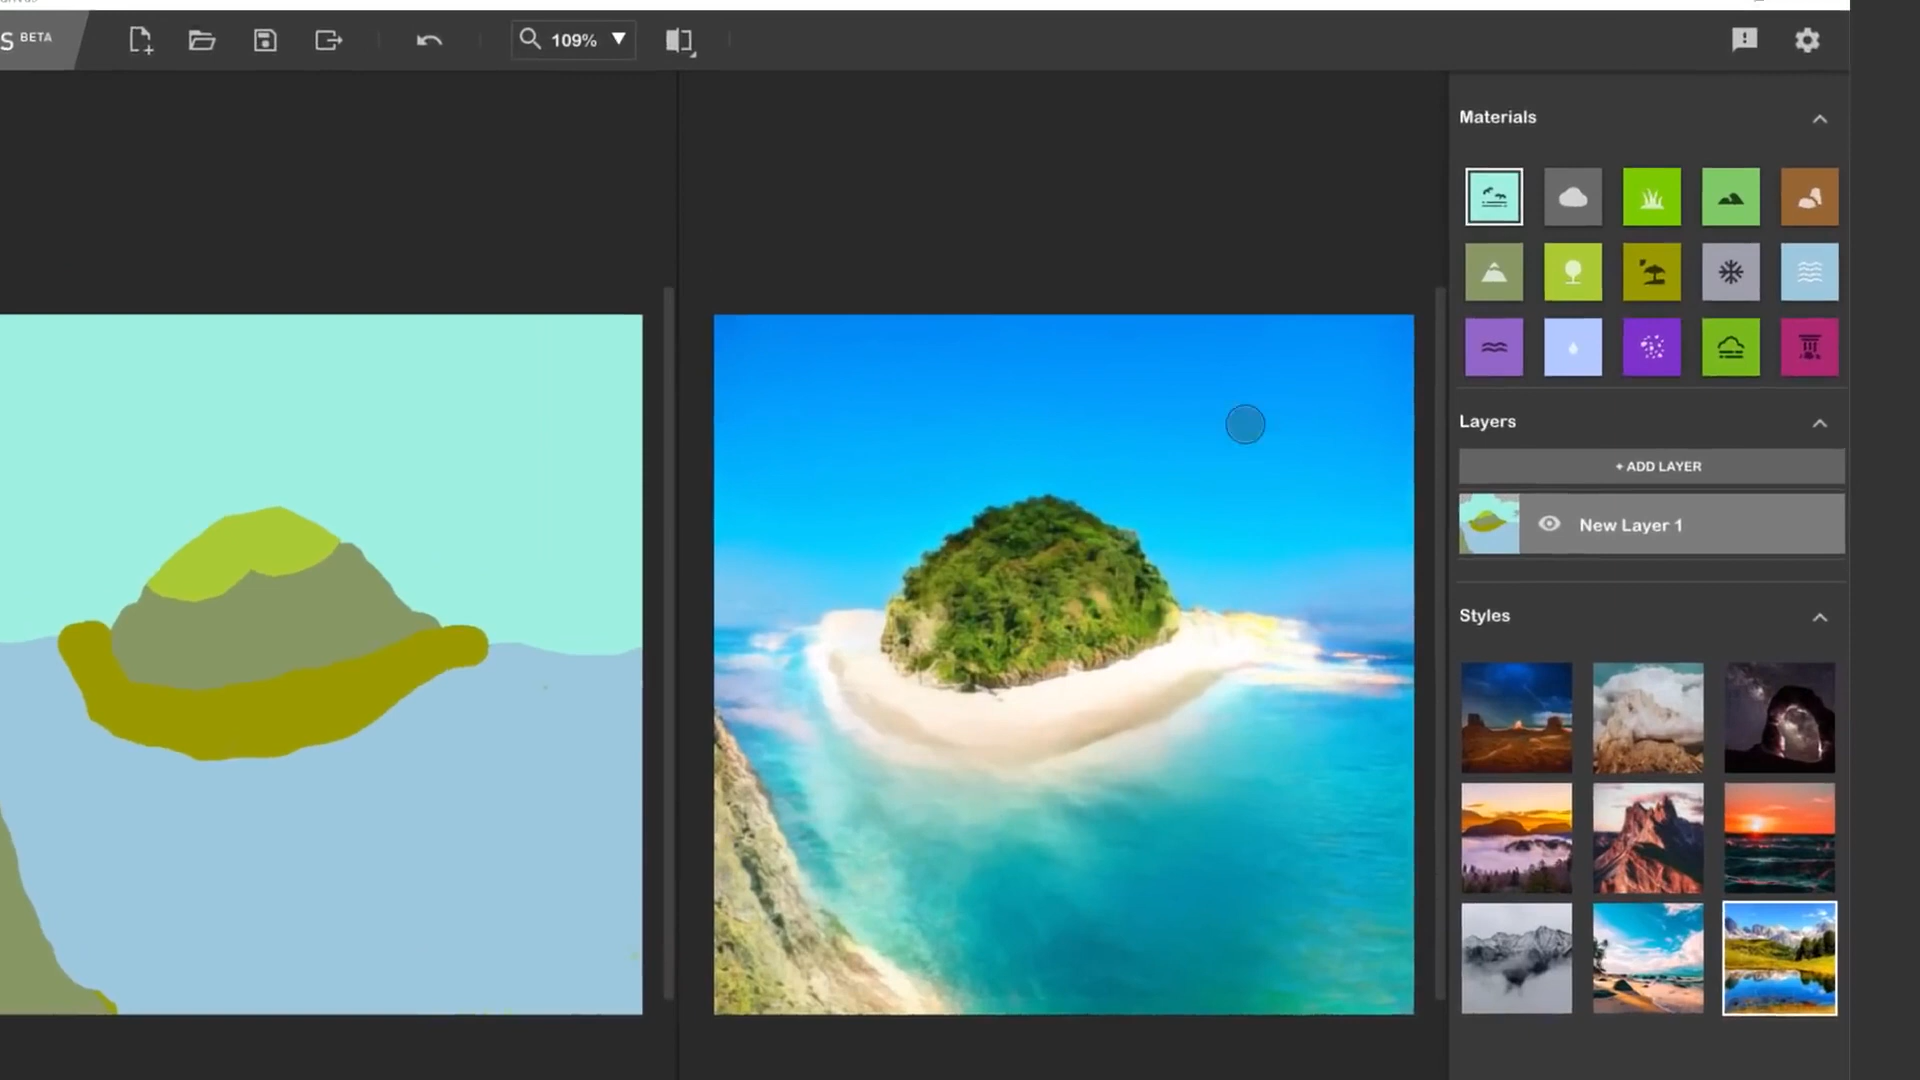 S BETA
109%
Materials
Layers
+ ADD LAYER
New Layer 1
Styles